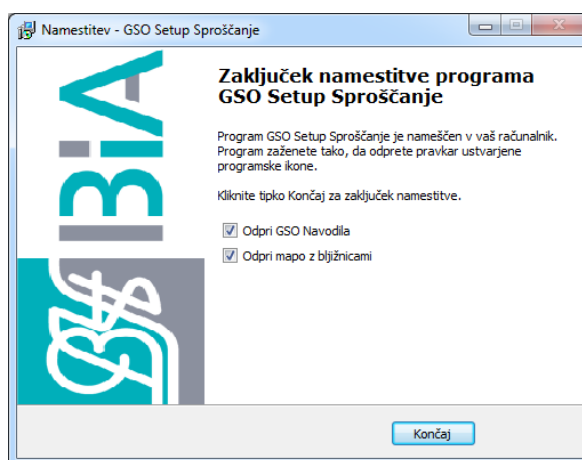 Namestitev - GSO Setup Sproščanje
Zaključek namestitve programa
GSO Setup Sproščanje
Program GSO Setup Sproščanje je nameščen v vaš računalnik.
Program zaženete tako, da odprete pravkar ustvarjene
programske ikone.
Kliknite tipko Končaj za zaključek namestitve.
Odpri GSO Navodila
Odpri mapo z bljižnicami
IBIA
Končaj